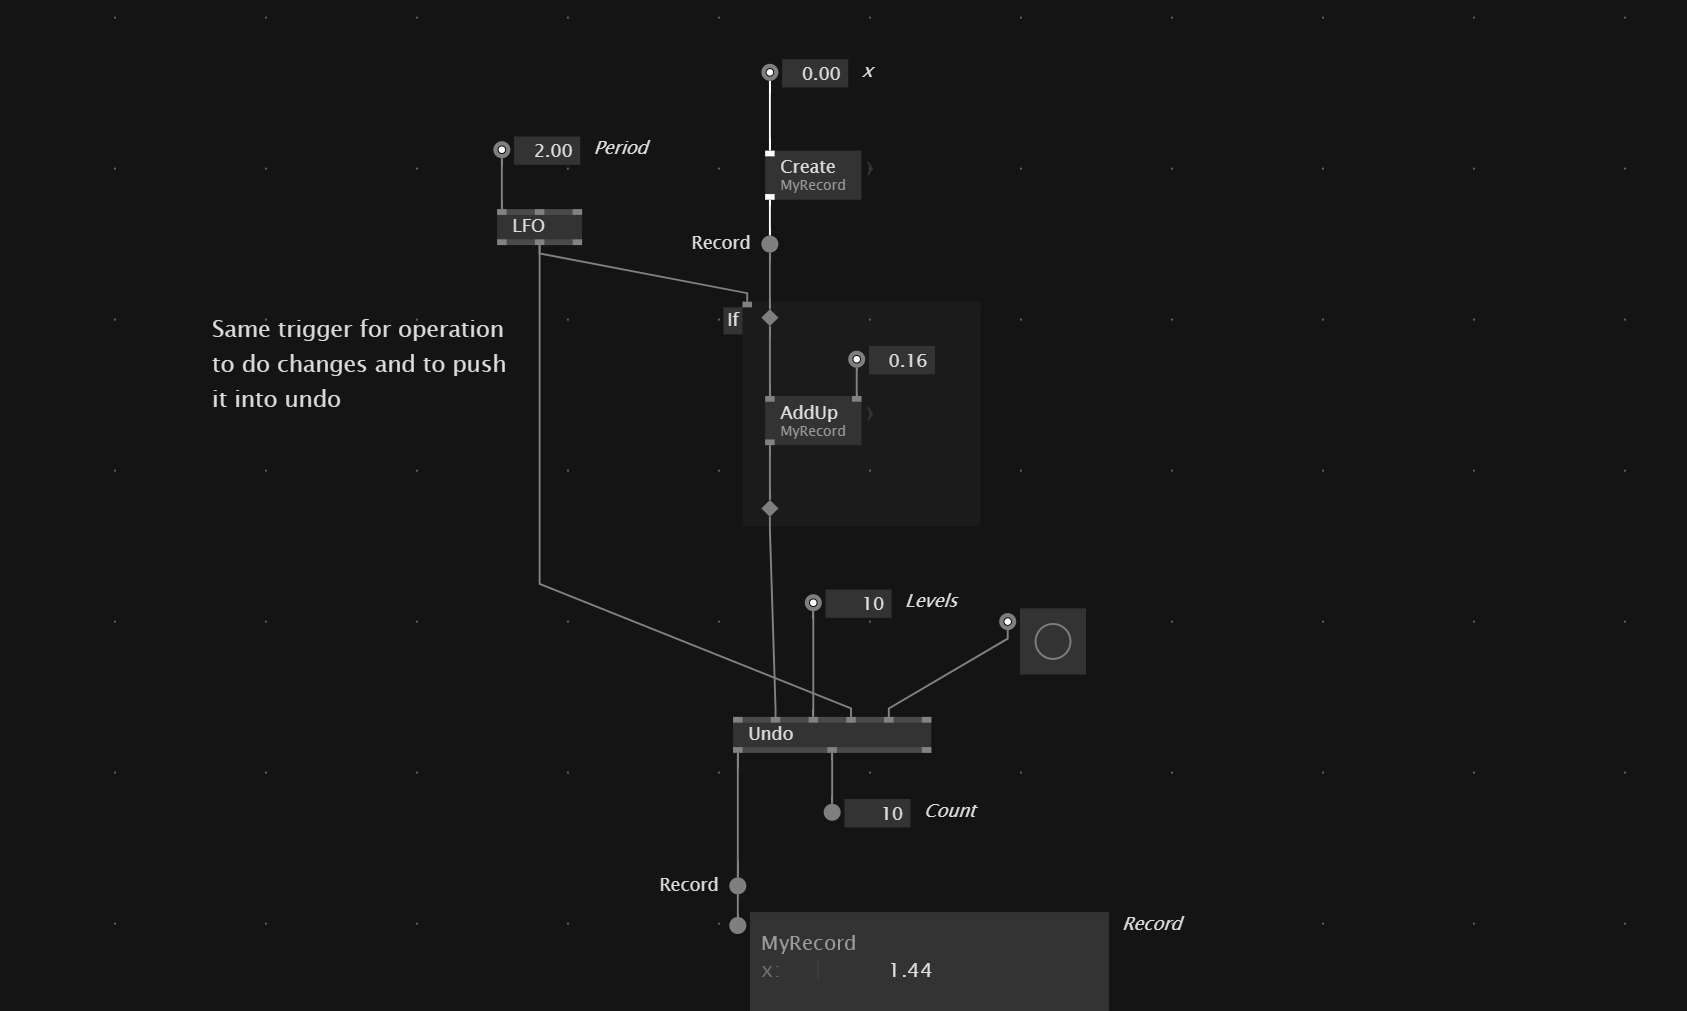 0.00 x
2.00 Period
Create
MyRecord
LFO
Record
If
Same trigger for operation
to do changes and to push
it into undo
0.16
AddUp
MyRecord
10 Levels
Undo
10 Count
Record
Record
MyRecord
x: 1.44